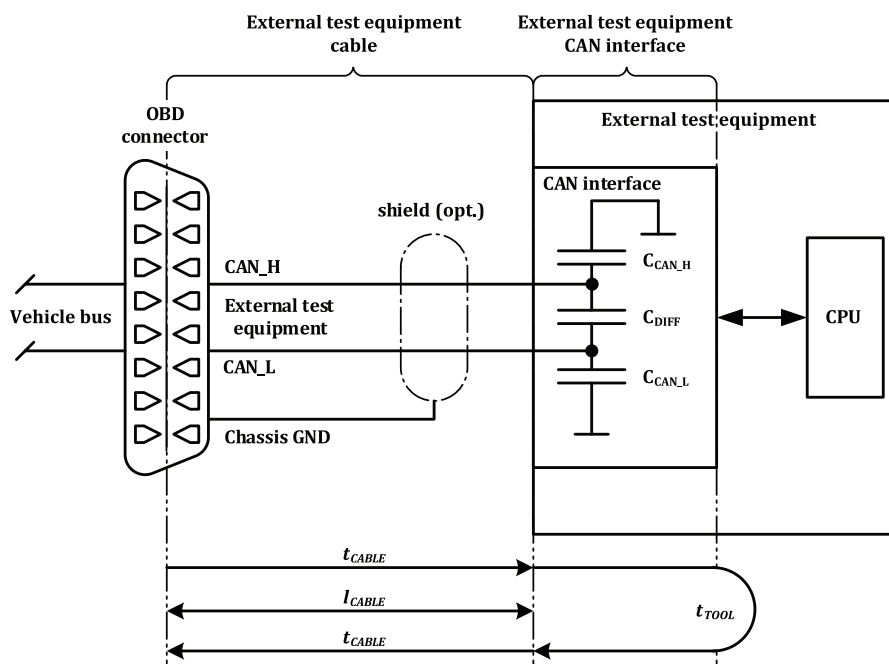 External test equipment
cable
External test equipment
CAN interface
OBD
connector
External test equipment
CAN interface
shield (opt.)
CAN_H
C_CAN_H
Vehicle bus
External test
equipment
C_DIFF
CPU
CAN_L
C_CAN_L
Chassis GND
t_CABLE
l_CABLE
t_TOOL
t_CABLE